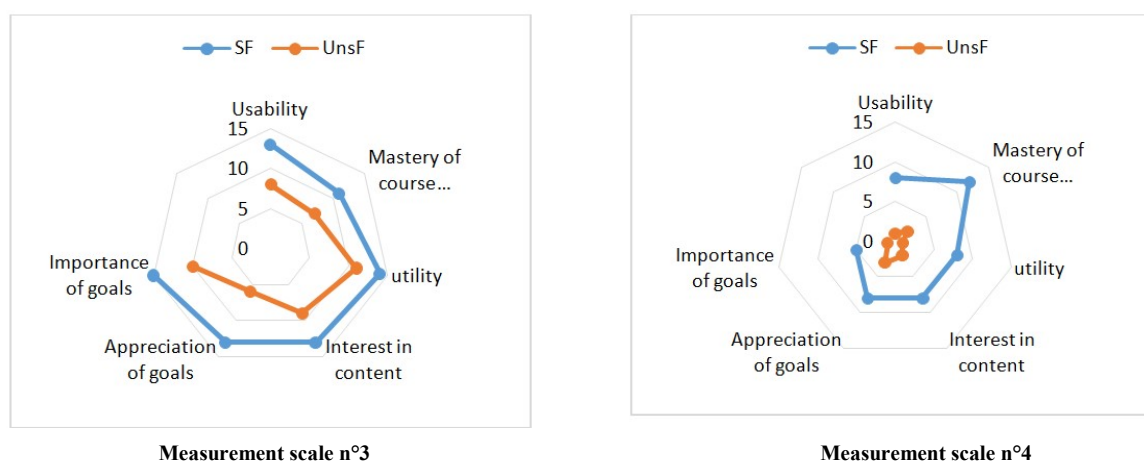 SF UnsF
Usability
15
10
5
0
Mastery of
course...
utility
Interest in
content
Appreciation
of goals
Importance
of goals
Measurement scale n°3
SF UnsF
Usability
15
10
5
0
Mastery of
course...
utility
Interest in
content
Appreciation
of goals
Importance
of goals
Measurement scale n°4